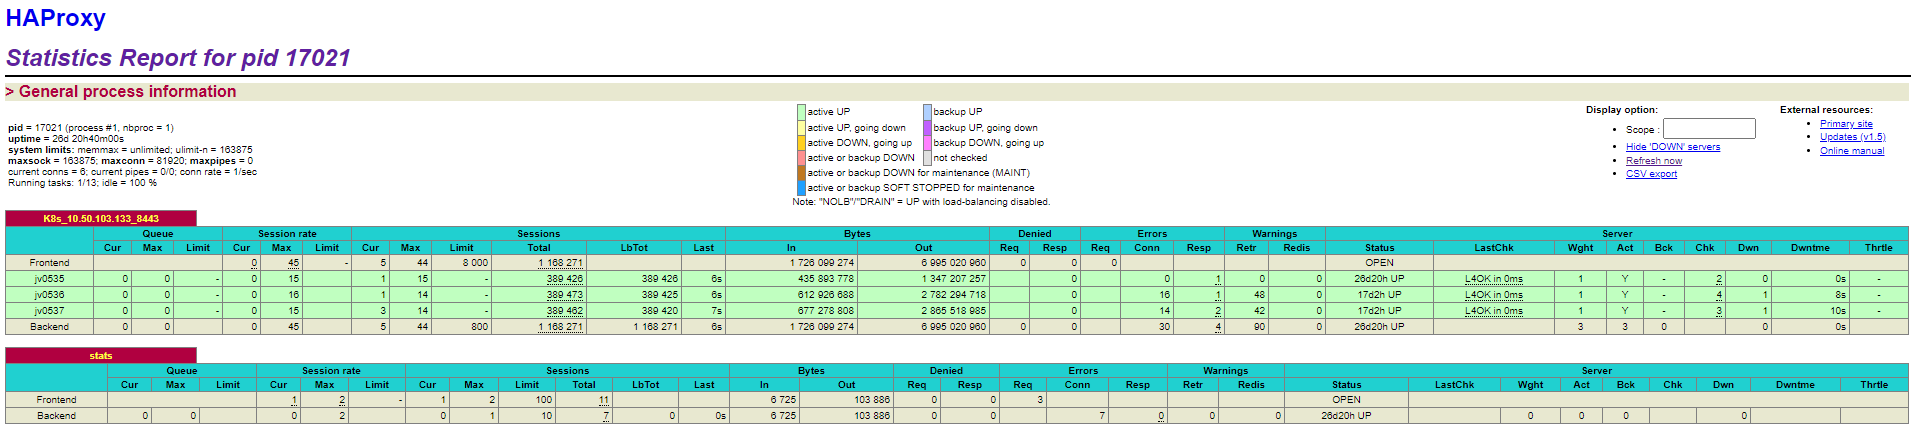 HAProxy
Statistics Report for pid 17021
> General process information
pid = 17021 (process #1, nbproc = 1)
uptime = 26d 20h40m00s
system limits: memmax = unlimited; ulimit-n = 163875
maxsock = 163875; maxconn = 81920; maxpipes = 0
current conns = 6; current pipes = 0/0; conn rate = 1/sec
Running tasks: 1/13; idle = 100 %
active UP backup UP
active UP, going down backup UP, going down
active DOWN, going up backup DOWN, going up
active or backup DOWN not checked
active or backup DOWN for maintenance (MAINT)
active or backup SOFT STOPPED for maintenance
Note: "NOLB"/"DRAIN" = UP with load-balancing disabled.
Display option:
• Scope :
• Hide 'DOWN' servers
• Refresh now
• CSV export
External resources:
• Primary site
• Updates (v1.5)
• Online manual
K8s_10.50.103.133_8443
Queue Session rate Sessions Bytes Denied Errors Warnings Server
Cur Max Limit Cur Max Limit Cur Max Limit Total LbTot Last In Out Req Resp Req Conn Resp Retr Redis Status LastChk Wght Act Bck Chk Dwn Dwntme Thrtle
Frontend 0 45 - 5 44 8 000 1 168 271 1 726 099 274 6 995 020 960 0 0 0 OPEN
jv0535 0 0 - 0 15 1 15 - 389 426 389 426 6s 435 893 778 1 347 207 257 0 0 1 0 0 26d20h UP L4OK in 0ms 1 Y - 2 0 0s -
jv0536 0 0 - 0 16 1 14 - 389 473 389 425 6s 612 926 688 2 782 294 718 0 16 1 48 0 17d2h UP L4OK in 0ms 1 Y - 4 1 8s -
jv0537 0 0 - 0 15 3 14 - 389 462 389 420 7s 677 278 808 2 865 518 985 0 14 2 42 0 17d2h UP L4OK in 0ms 1 Y - 3 1 10s -
Backend 0 0 0 45 5 44 800 1 168 271 1 168 271 6s 1 726 099 274 6 995 020 960 0 0 30 4 90 0 26d20h UP 3 3 0 0 0s
stats
Queue Session rate Sessions Bytes Denied Errors Warnings Server
Cur Max Limit Cur Max Limit Cur Max Limit Total LbTot Last In Out Req Resp Req Conn Resp Retr Redis Status LastChk Wght Act Bck Chk Dwn Dwntme Thrtle
Frontend 1 2 - 1 2 100 11 6 725 103 886 0 0 3 OPEN
Backend 0 0 0 2 0 1 10 7 0 0s 6 725 103 886 0 0 7 0 0 0 26d20h UP 0 0 0 0